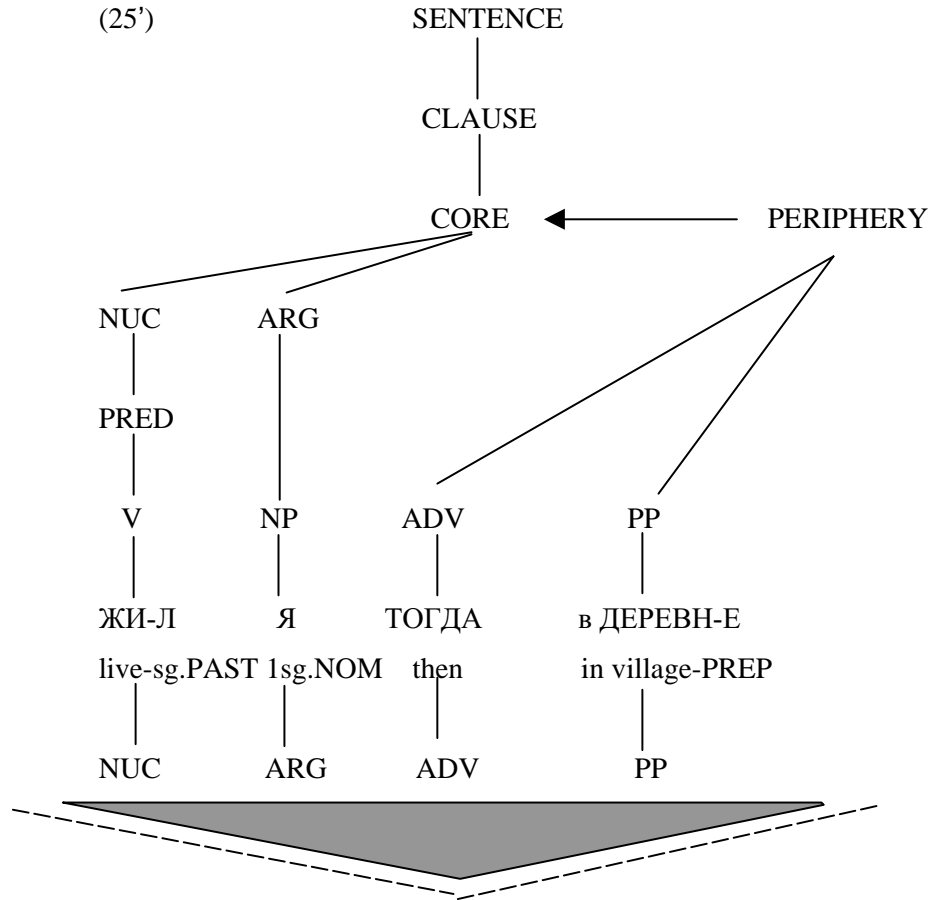 (25’) SENTENCE
CLAUSE
CORE PERIPHERY
NUC ARG
PRED
V NP ADV PP
ЖИ-Л Я ТОГДА в ДЕРЕВН-Е
live-sg.PAST 1sg.NOM then in village-PREP
NUC ARG ADV PP